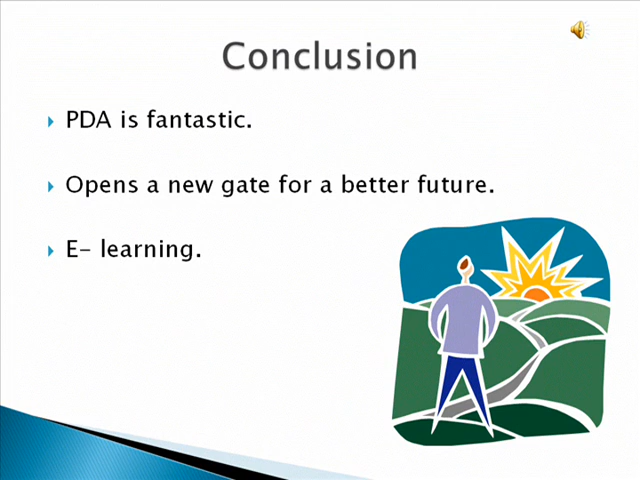 Conclusion
PDA is fantastic.
Opens a new gate for a better future.
E- learning.